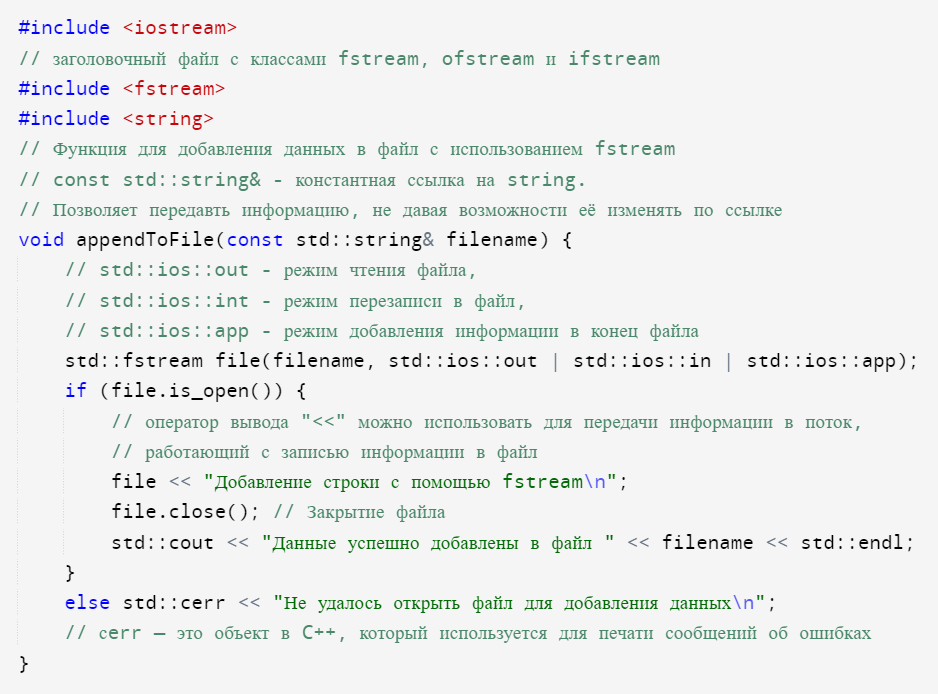 #include <iostream>
// заголовочный файл с классами fstream, ofstream и ifstream
#include <fstream>
#include <string>
// Функция для добавления данных в файл с использованием fstream
// const std::string& - константная ссылка на string.
// Позволяет передавть информацию, не давая возможности её изменять по ссылке
void appendToFile(const std::string& filename) {
    // std::ios::out - режим чтения файла,
    // std::ios::int - режим перезаписи в файл,
    // std::ios::app - режим добавления информации в конец файла
    std::fstream file(filename, std::ios::out | std::ios::in | std::ios::app);
    if (file.is_open()) {
        // оператор вывода "<<" можно использовать для передачи информации в поток,
        // работающий с записью информации в файл
        file << "Добавление строки с помощью fstream\n";
        file.close(); // Закрытие файла
        std::cout << "Данные успешно добавлены в файл " << filename << std::endl;
    }
    else std::cerr << "Не удалось открыть файл для добавления данных\n";
    // cerr — это объект в C++, который используется для печати сообщений об ошибках
}